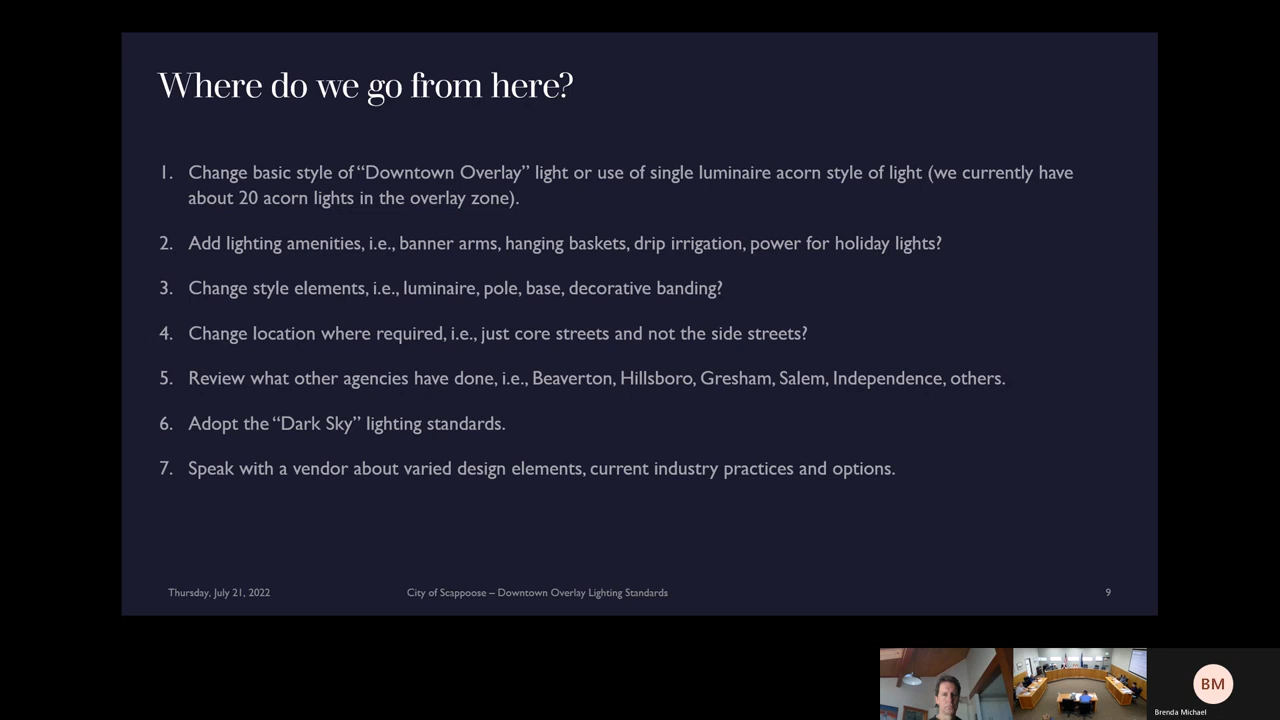 Where do we go from here?
1. Change basic style of “Downtown Overlay” light or use of single luminaire acorn style of light (we currently have
about 20 acorn lights in the overlay zone).
2. Add lighting amenities, i.e., banner arms, hanging baskets, drip irrigation, power for holiday lights?
3. Change style elements, i.e., luminaire, pole, base, decorative banding?
4. Change location where required, i.e., just core streets and not the side streets?
5. Review what other agencies have done, i.e., Beaverton, Hillsboro, Gresham, Salem, Independence, others.
6. Adopt the “Dark Sky” lighting standards.
7. Speak with a vendor about varied design elements, current industry practices and options.
Thursday, July 21, 2022 City of Scappoose – Downtown Overlay Lighting Standards 9
BM
Brenda Michael